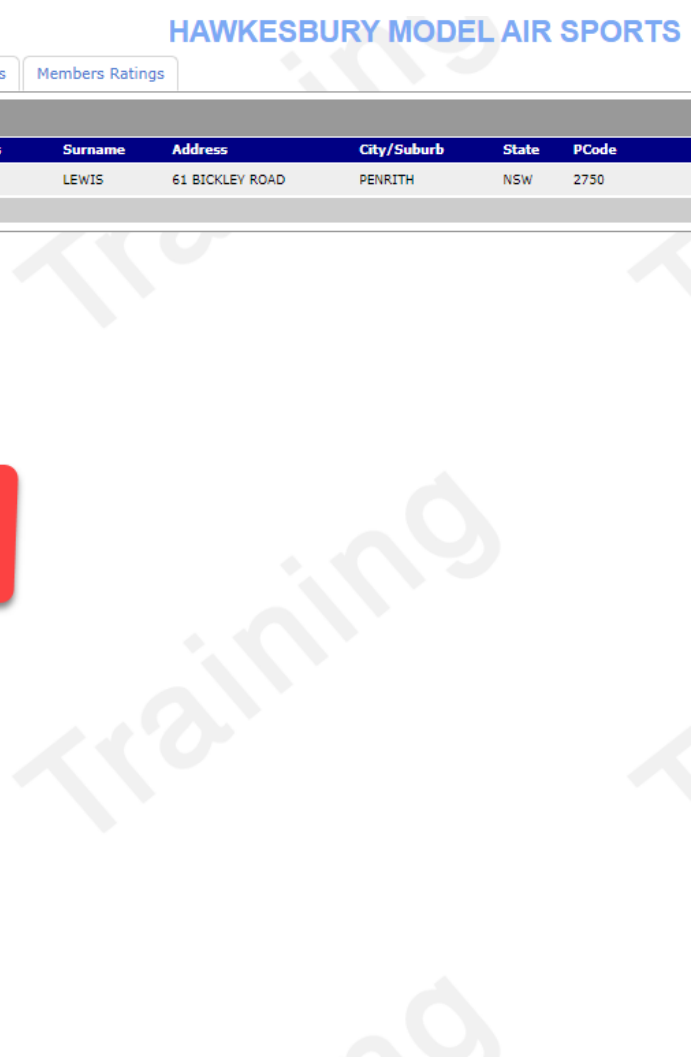 HAWKESBURY MODEL AIR SPORTS
s Members Ratings
s Surname Address City/Suburb State PCode
LEWIS 61 BICKLEY ROAD PENRITH NSW 2750
Training
Training